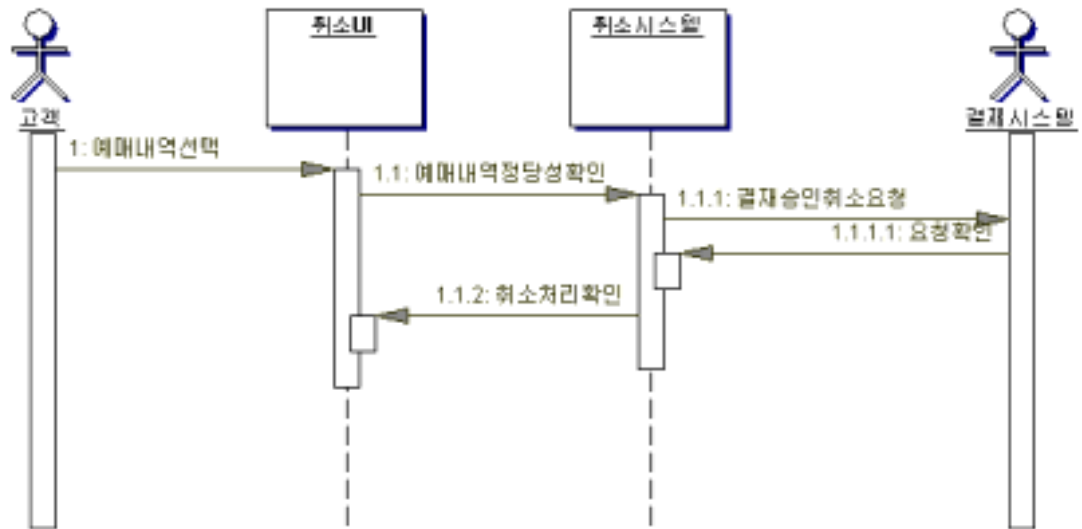 취소UI
취소시스템
고객
결제시스템
1: 예매내역선택
1.1: 예매내역정당성확인
1.1.1: 결재승인취소요청
1.1.1.1: 요청확인
1.1.2: 취소처리확인